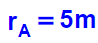 r_A = 5m